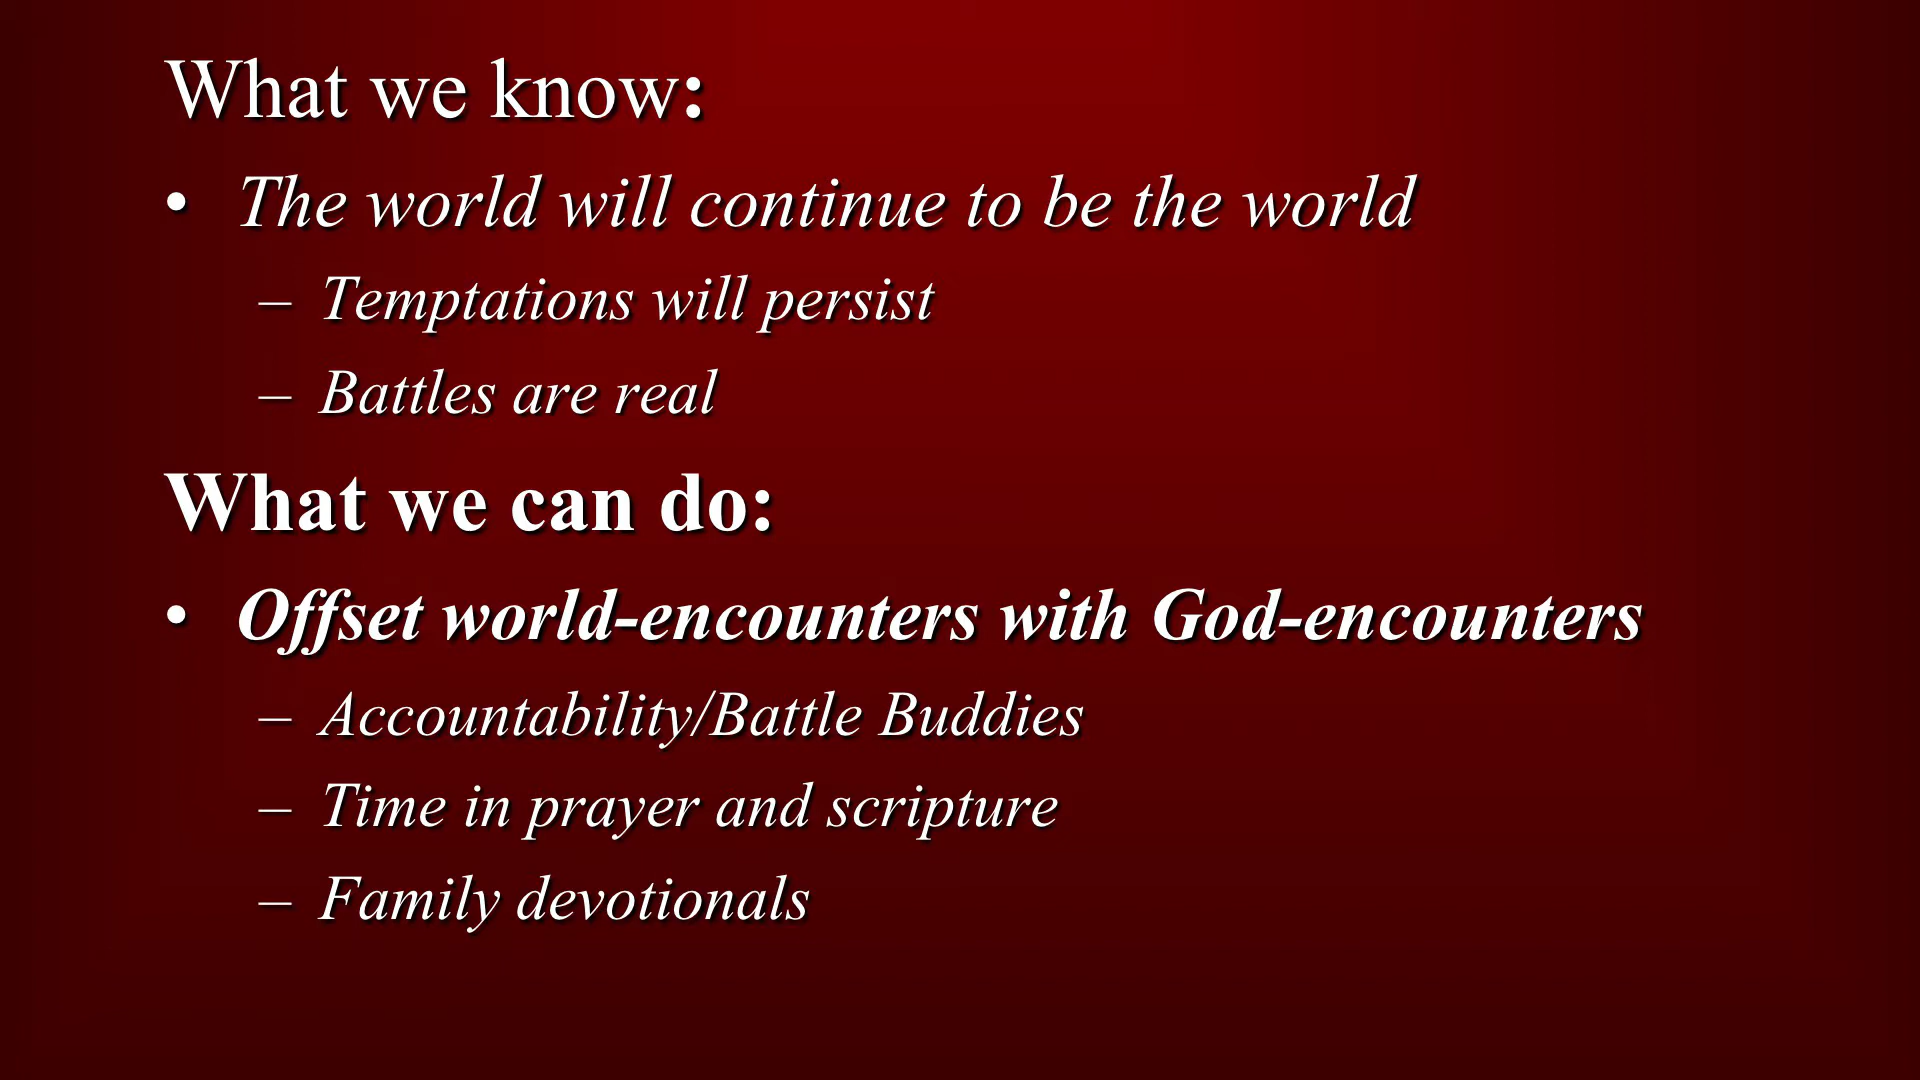 What we know:
• The world will continue to be the world
– Temptations will persist
– Battles are real
What we can do:
• Offset world-encounters with God-encounters
– Accountability/Battle Buddies
– Time in prayer and scripture
– Family devotionals